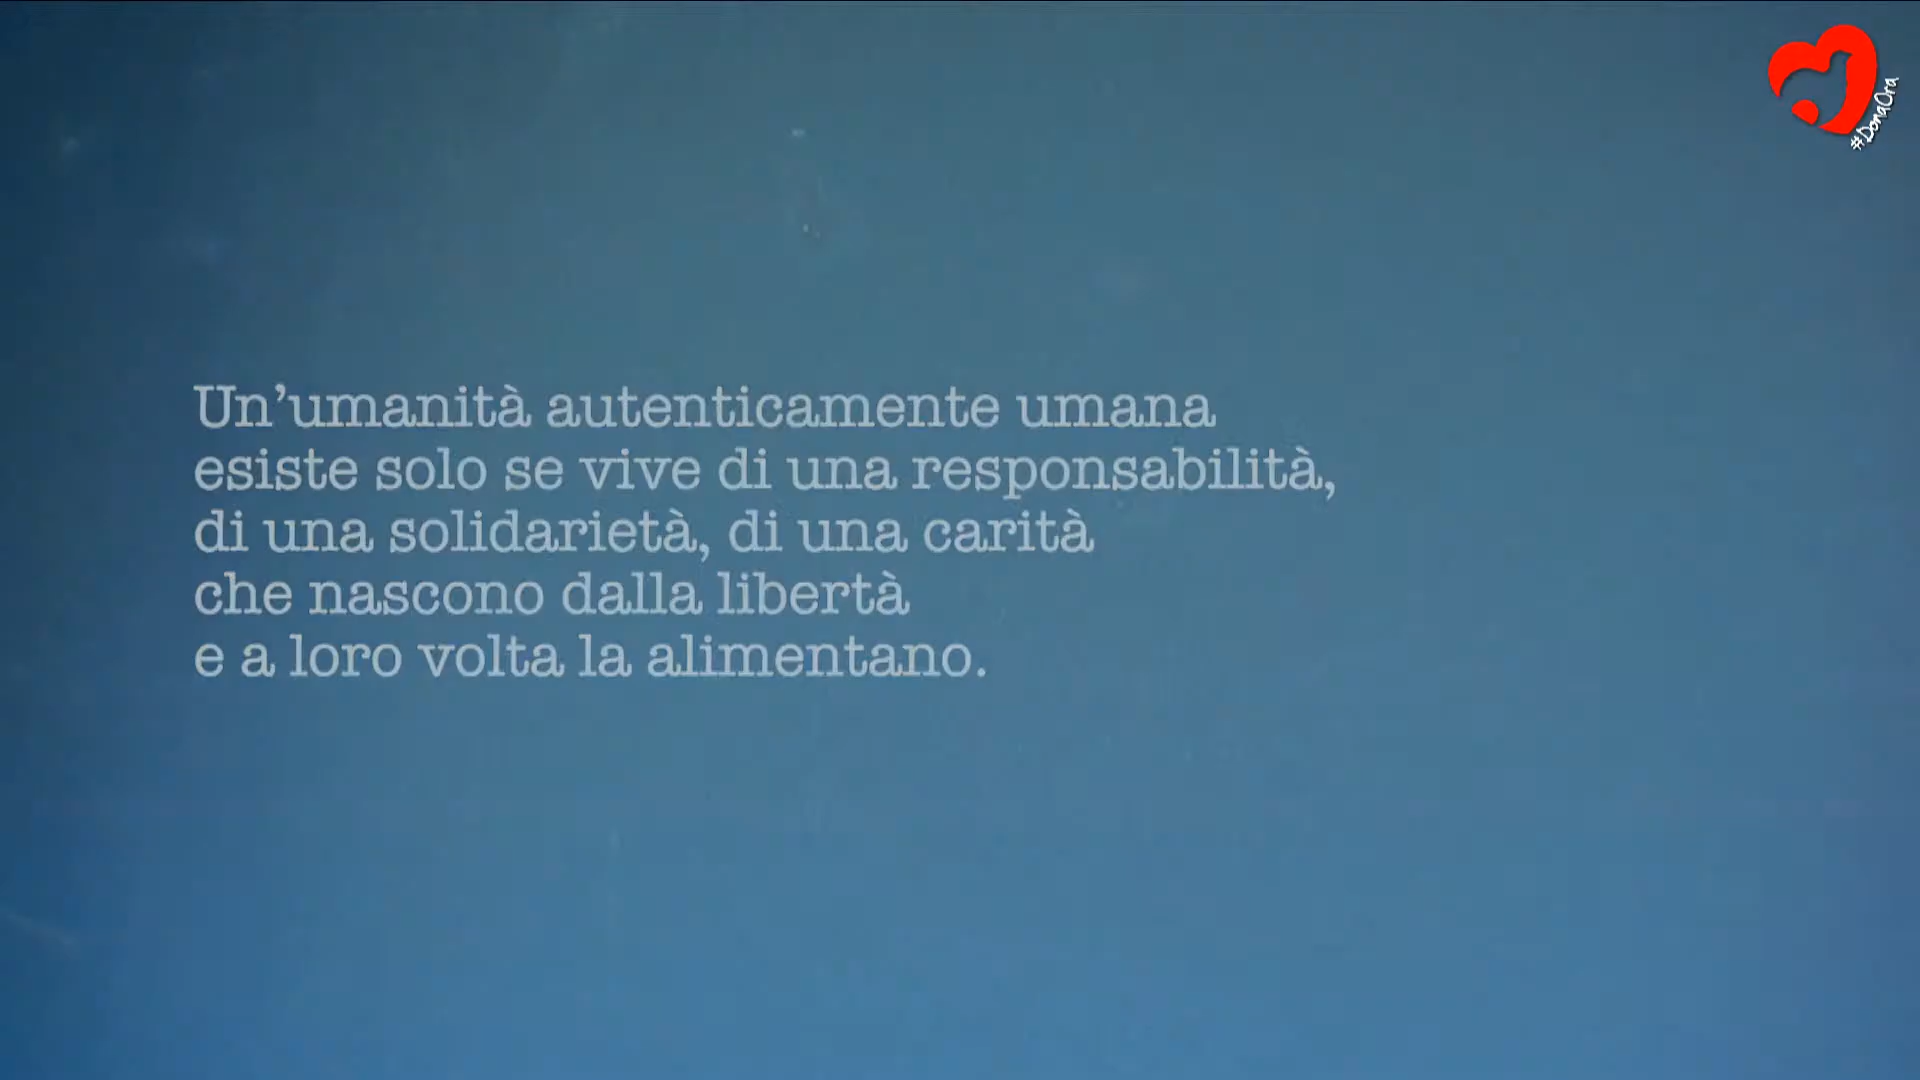 #DonaOra
Un’umanità autenticamente umana
esiste solo se vive di una responsabilità,
di una solidarietà, di una carità
che nascono dalla libertà
e a loro volta la alimentano.